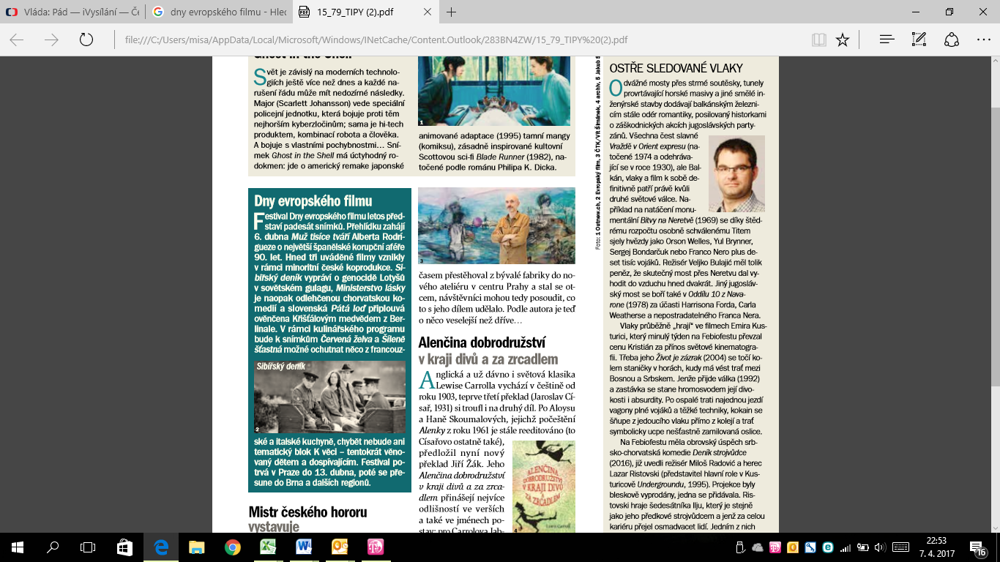 Vláda: Pád — iVysílání — Če
dny evropského filmu - Hled
15_79_TIPY (2).pdf
file:///C:/Users/misa/AppData/Local/Microsoft/Windows/INetCache/Content.Outlook/283BN4ZW/15_79_TIPY%20(2).pdf
Ghost in the Shell
Svět je závislý na moderních technolo-
giích ještě více než dnes a každé na-
rušení řádu může mít nedozírné následky.
Major (Scarlett Johansson) vede speciální
policejní jednotku, která bojuje proti těm
nejhorším kyberzločinům; sama je hi-tech
produktem, kombinací robota a člověka.
A bojuje s vlastními pochybnostmi… Sní-
mek Ghost in the Shell má úctyhodný ro-
dokmen: jde o americký remake japonské
1
animované adaptace (1995) tamní mangy
(komiksu), zásadně inspirované kultovní
Scottovou sci-fi Blade Runner (1982), na-
točené podle románu Philipa K. Dicka.
Dny evropského filmu
Festival Dny evropského filmu letos před-
staví padesát snímků. Přehlídku zahájí
6. dubna Muž tisíce tváří Alberta Rodrí-
gueze o největší španělské korupční aféře
90. let. Hned tři uváděné filmy vznikly
v rámci minoritní české koprodukce. Si-
biřský deník vypráví o genocidě Lotyšů
v sovětském gulagu, Ministerstvo lásky
je naopak odlehčenou chorvatskou ko-
medií a slovenská Pátá loď připlouvá
ověnčena Křišťálovým medvědem z Ber-
linale. V rámci kulinářského programu
bude k snímkům Červená želva a Šíleně
šťastná možné ochutnat něco z francouz-
Sibiřský deník
2
ské a italské kuchyně, chybět nebude ani
tematický blok K věci – tentokrát věno-
vaný dětem a dospívajícím. Festival po-
trvá v Praze do 13. dubna, poté se pře-
sune do Brna a dalších regionů.
Mistr českého hororu
vystavuje
3
časem přestěhoval z bývalé fabriky do no-
vého ateliéru v centru Prahy a stal se ot-
cem, návštěvníci mohou tedy posoudit, co
to s jeho dílem udělalo. Podle autora je teď
o něco veselejší než dříve…
Alenčina dobrodružství
v kraji divů a za zrcadlem
Anglická a už dávno i světová klasika
Lewise Carrolla vychází v češtině od
roku 1903, teprve třetí překlad (Jaroslav Cí-
sař, 1931) si troufl i na druhý díl. Po Aloysu
a Haně Skoumalových, jejichž počeštění
Alenky z roku 1961 je stále reeditováno (to
Císařovo ostatně také),
předložil nyní nový
překlad Jiří Žák. Jeho
Alenčina dobrodružství
v kraji divů a za zrca-
dlem přinášejí nejvíce
odlišností ve verších
a také ve jménech po-
stav: pro Carrolova Jab-
ALENČINA
DOBRODRUŽSTVÍ
V KRAJI DIVŮ
A
ZA ZRCADLEM
LEWIS CARROLL
4
Foto: 1 Outnow.ch, 2 Evropský film, 3 ČTK/Vít Šimánek, 4 archiv, 5 Jakub S
OSTŘE SLEDOVANÉ VLAKY
Odvážné mosty přes strmé soutěsky, tunely
provrtávající horské masivy a jiné smělé in-
ženýrské stavby dodávají balkánským železni-
cím stále odér romantiky, posilovaný historkami
o záškodnických akcích jugoslávských party-
zánů. Všechna čest slavné
Vraždě v Orient expresu (na-
točené 1974 a odehráva-
jící se v roce 1930), ale Bal-
kán, vlaky a film k sobě de-
finitivně patří právě kvůli
druhé světové válce. Na-
příklad na natáčení monu-
mentální Bitvy na Neretvě (1969) se díky štěd-
rému rozpočtu osobně schválenému Titem
sjely hvězdy jako Orson Welles, Yul Brynner,
Sergej Bondarčuk nebo Franco Nero plus de-
set tisíc vojáků. Režisér Veljko Bulajić měl tolik
peněz, že skutečný most přes Neretvu dal vy-
hodit do vzduchu hned dvakrát. Jiný jugosláv-
ský most se boří také v Oddílu 10 z Nava-
rone (1978) za účasti Harrisona Forda, Carla
Weatherse a nepostradatelného Franca Nera.
Vlaky průběžně „hrají“ ve filmech Emira Kus-
turici, který minulý týden na Febiofestu převzal
cenu Kristián za přínos světové kinematogra-
fii. Třeba jeho Život je zázrak (2004) se točí ko-
lem staničky v horách, kudy má vést trať mezi
Bosnou a Srbskem. Jenže přijde válka (1992)
a zastávka se stane hromosvodem její divo-
kosti i absurdity. Po ospalé trati najednou jezdí
vagony plné vojáků a těžké techniky, kokain se
šňupe z jedoucího vlaku přímo z kolejí a trať
symbolicky ucpe nešťastně zamilovaná oslice.
Na Febiofestu měla obrovský úspěch srb-
sko-chorvatská komedie Deník strojvůdce
(2016), již uvedli režisér Miloš Radović a herec
Lazar Ristovski (představitel hlavní role v Kus-
turicově Undergroundu, 1995). Projekce byly
bleskově vyprodány, jedna se přidávala. Ris-
tovski hraje šedesátníka Ilju, který je stejně
jako jeho předkové strojvůdcem a jenž za celou
kariéru přejel osmadvacet lidí. Jedním z nich
22:53
7. 4. 2017
16